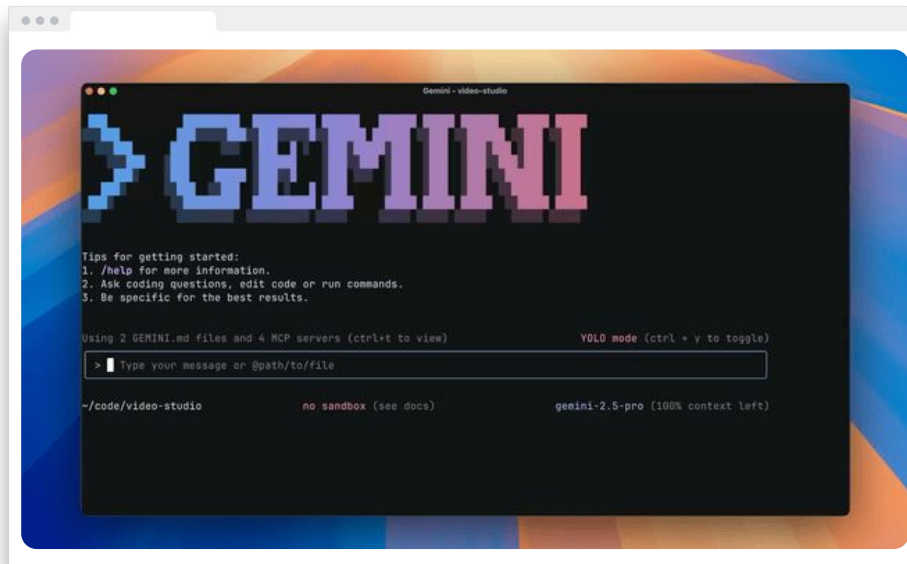 Gemini - video-studio
> GEMINI
Tips for getting started:
1. /help for more information.
2. Ask coding questions, edit code or run commands.
3. Be specific for the best results.
Using 2 GEMINI.md files and 4 MCP servers (ctrl+t to view) YOLO mode (ctrl + y to toggle)
> Type your message or @path/to/file
~/code/video-studio no sandbox (see docs) gemini-2.5-pro (100% context left)